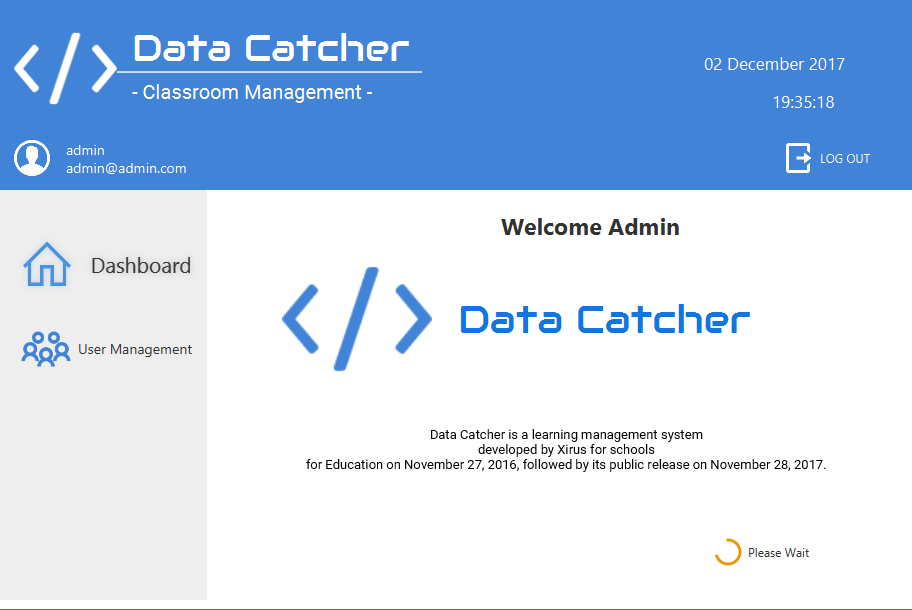 Data Catcher
- Classroom Management -
02 December 2017
19:35:18
admin
admin@admin.com
LOG OUT
Dashboard
User Management
Welcome Admin
Data Catcher
Data Catcher is a learning management system
developed by Xirus for schools
for Education on November 27, 2016, followed by its public release on November 28, 2017.
Please Wait